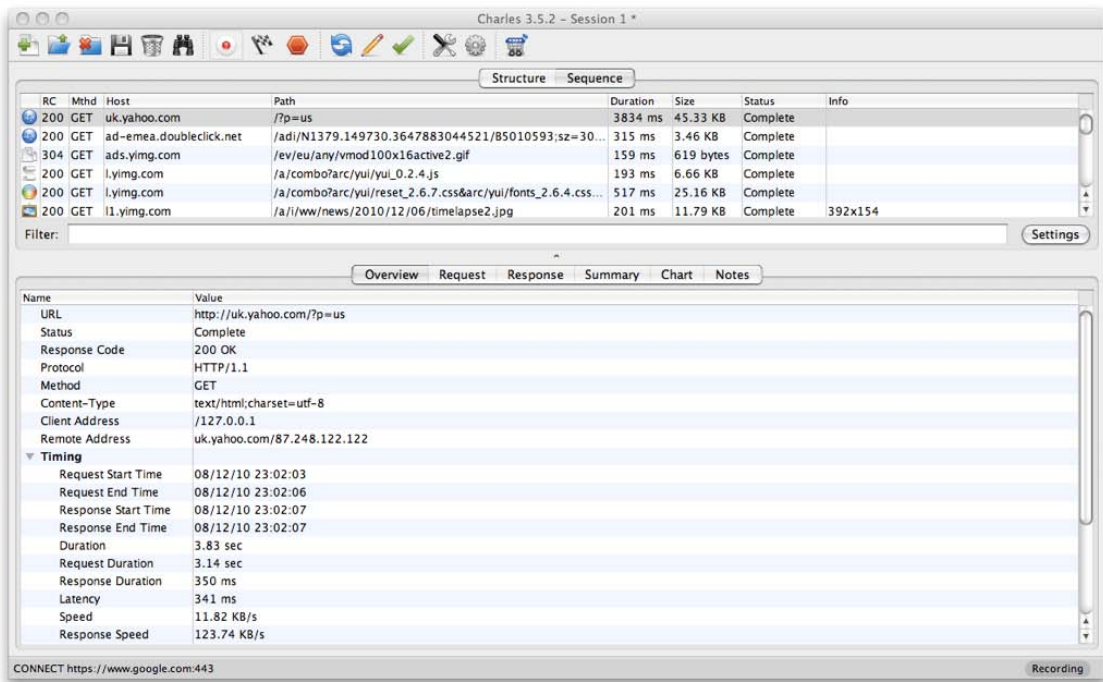 Charles 3.5.2 – Session 1 *
Structure Sequence
RC Mthd Host Path Duration Size Status Info
200 GET uk.yahoo.com /?p=us 3834 ms 45.33 KB Complete
200 GET ad-emea.doubleclick.net /adi/N1379.149730.3647883044521/B5010593;sz=30... 315 ms 3.46 KB Complete
304 GET ads.yimg.com /ev/eu/any/vmod100x16active2.gif 159 ms 619 bytes Complete
200 GET l.yimg.com /a/combo?arc/yui/yui_0.2.4.js 193 ms 6.66 KB Complete
200 GET l.yimg.com /a/combo?arc/yui/reset_2.6.7.css&arc/yui/fonts_2.6.4.css... 517 ms 25.16 KB Complete
200 GET l1.yimg.com /a/i/ww/news/2010/12/06/timelapse2.jpg 201 ms 11.79 KB Complete 392x154
Filter: Settings
Overview Request Response Summary Chart Notes
Name Value
URL http://uk.yahoo.com/?p=us
Status Complete
Response Code 200 OK
Protocol HTTP/1.1
Method GET
Content-Type text/html;charset=utf-8
Client Address /127.0.0.1
Remote Address uk.yahoo.com/87.248.122.122
Timing
Request Start Time 08/12/10 23:02:03
Request End Time 08/12/10 23:02:06
Response Start Time 08/12/10 23:02:07
Response End Time 08/12/10 23:02:07
Duration 3.83 sec
Request Duration 3.14 sec
Response Duration 350 ms
Latency 341 ms
Speed 11.82 KB/s
Response Speed 123.74 KB/s
CONNECT https://www.google.com:443 Recording